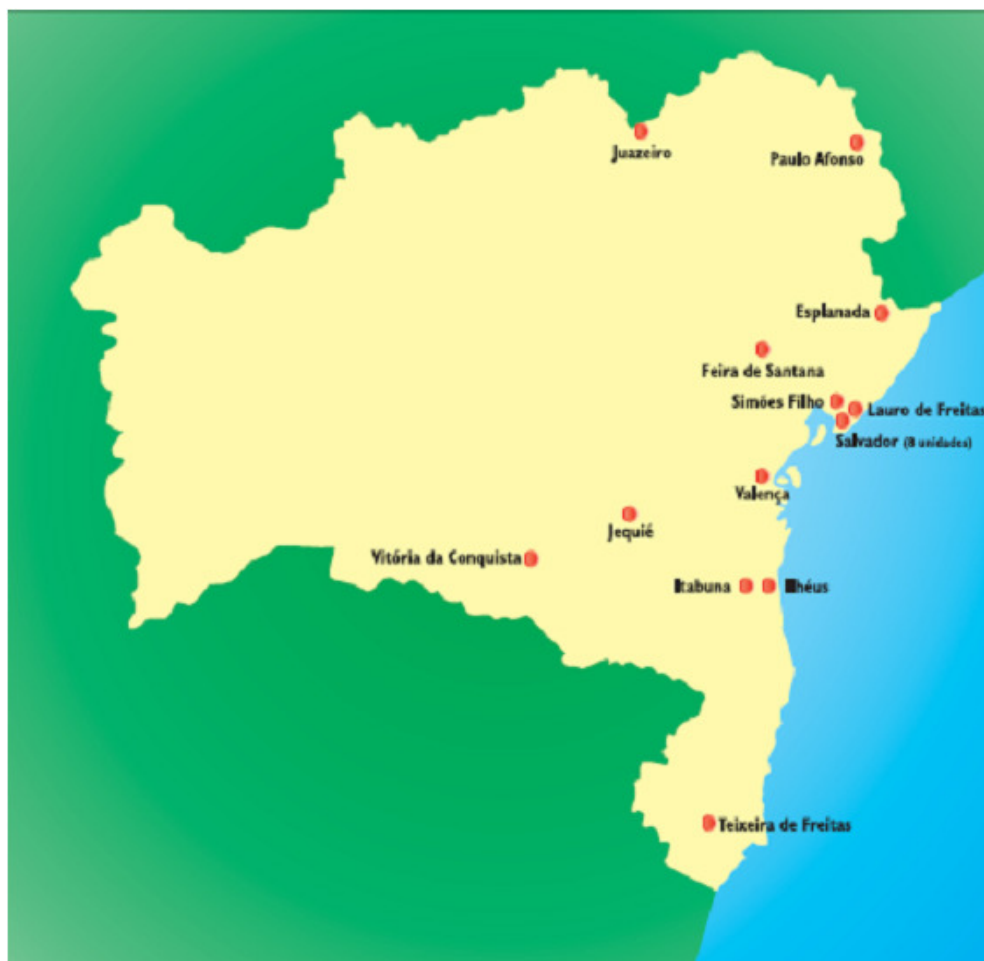 Juazeiro
Paulo Afonso
Esplanada
Feira de Santana
Simões Filho
Lauro de Freitas
Salvador (8 unidades)
Valença
Jequié
Vitória da Conquista
Itabuna
Ilhéus
Teixeira de Freitas